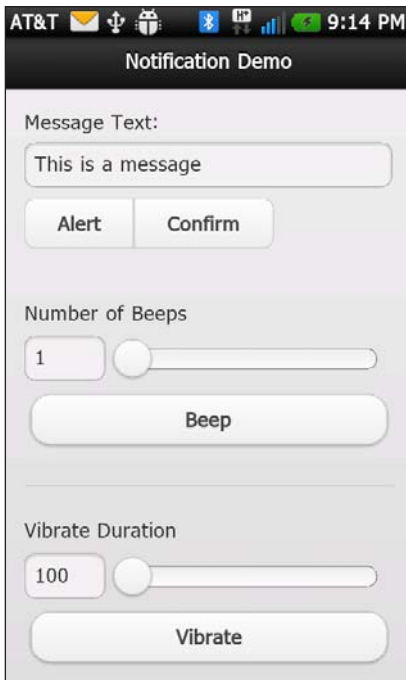 AT&T 9:14 PM
Notification Demo
Message Text:
This is a message
Alert Confirm
Number of Beeps
1
Beep
Vibrate Duration
100
Vibrate